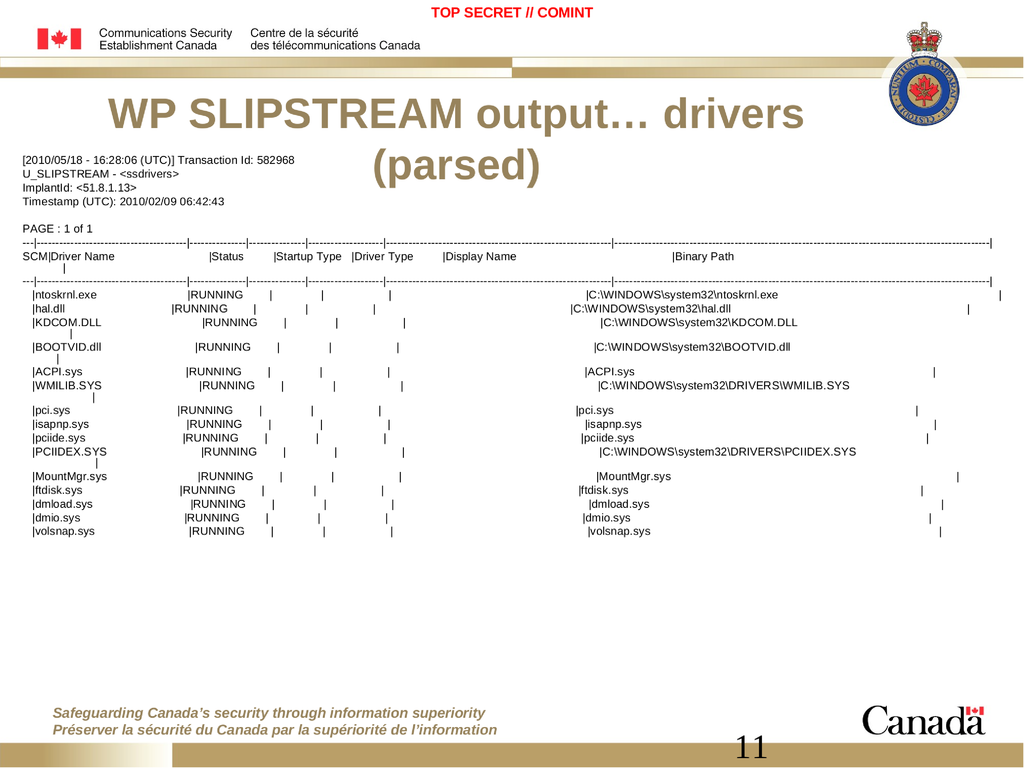 TOP SECRET // COMINT
Communications Security Establishment Canada
Centre de la sécurité des télécommunications Canada
WP SLIPSTREAM output… drivers
(parsed)
[2010/05/18 - 16:28:06 (UTC)] Transaction Id: 582968
U_SLIPSTREAM - <ssdrivers>
ImplantId: <51.8.1.13>
Timestamp (UTC): 2010/02/09 06:42:43
PAGE : 1 of 1
SCM|Driver Name |Status |Startup Type |Driver Type |Display Name |Binary Path |
|ntoskrnl.exe |RUNNING | | | |C:\WINDOWS\system32\ntoskrnl.exe |
|hal.dll |RUNNING | | | |C:\WINDOWS\system32\hal.dll |
|KDCOM.DLL |RUNNING | | | |C:\WINDOWS\system32\KDCOM.DLL |
|BOOTVID.dll |RUNNING | | | |C:\WINDOWS\system32\BOOTVID.dll |
|ACPI.sys |RUNNING | | | |ACPI.sys |
|WMILIB.SYS |RUNNING | | | |C:\WINDOWS\system32\DRIVERS\WMILIB.SYS |
|pci.sys |RUNNING | | | |pci.sys |
|isapnp.sys |RUNNING | | | |isapnp.sys |
|pciide.sys |RUNNING | | | |pciide.sys |
|PCIIDEX.SYS |RUNNING | | | |C:\WINDOWS\system32\DRIVERS\PCIIDEX.SYS |
|MountMgr.sys |RUNNING | | | |MountMgr.sys |
|ftdisk.sys |RUNNING | | | |ftdisk.sys |
|dmload.sys |RUNNING | | | |dmload.sys |
|dmio.sys |RUNNING | | | |dmio.sys |
|volsnap.sys |RUNNING | | | |volsnap.sys |
Safeguarding Canada’s security through information superiority
Préserver la sécurité du Canada par la supériorité de l’information
Canada
11